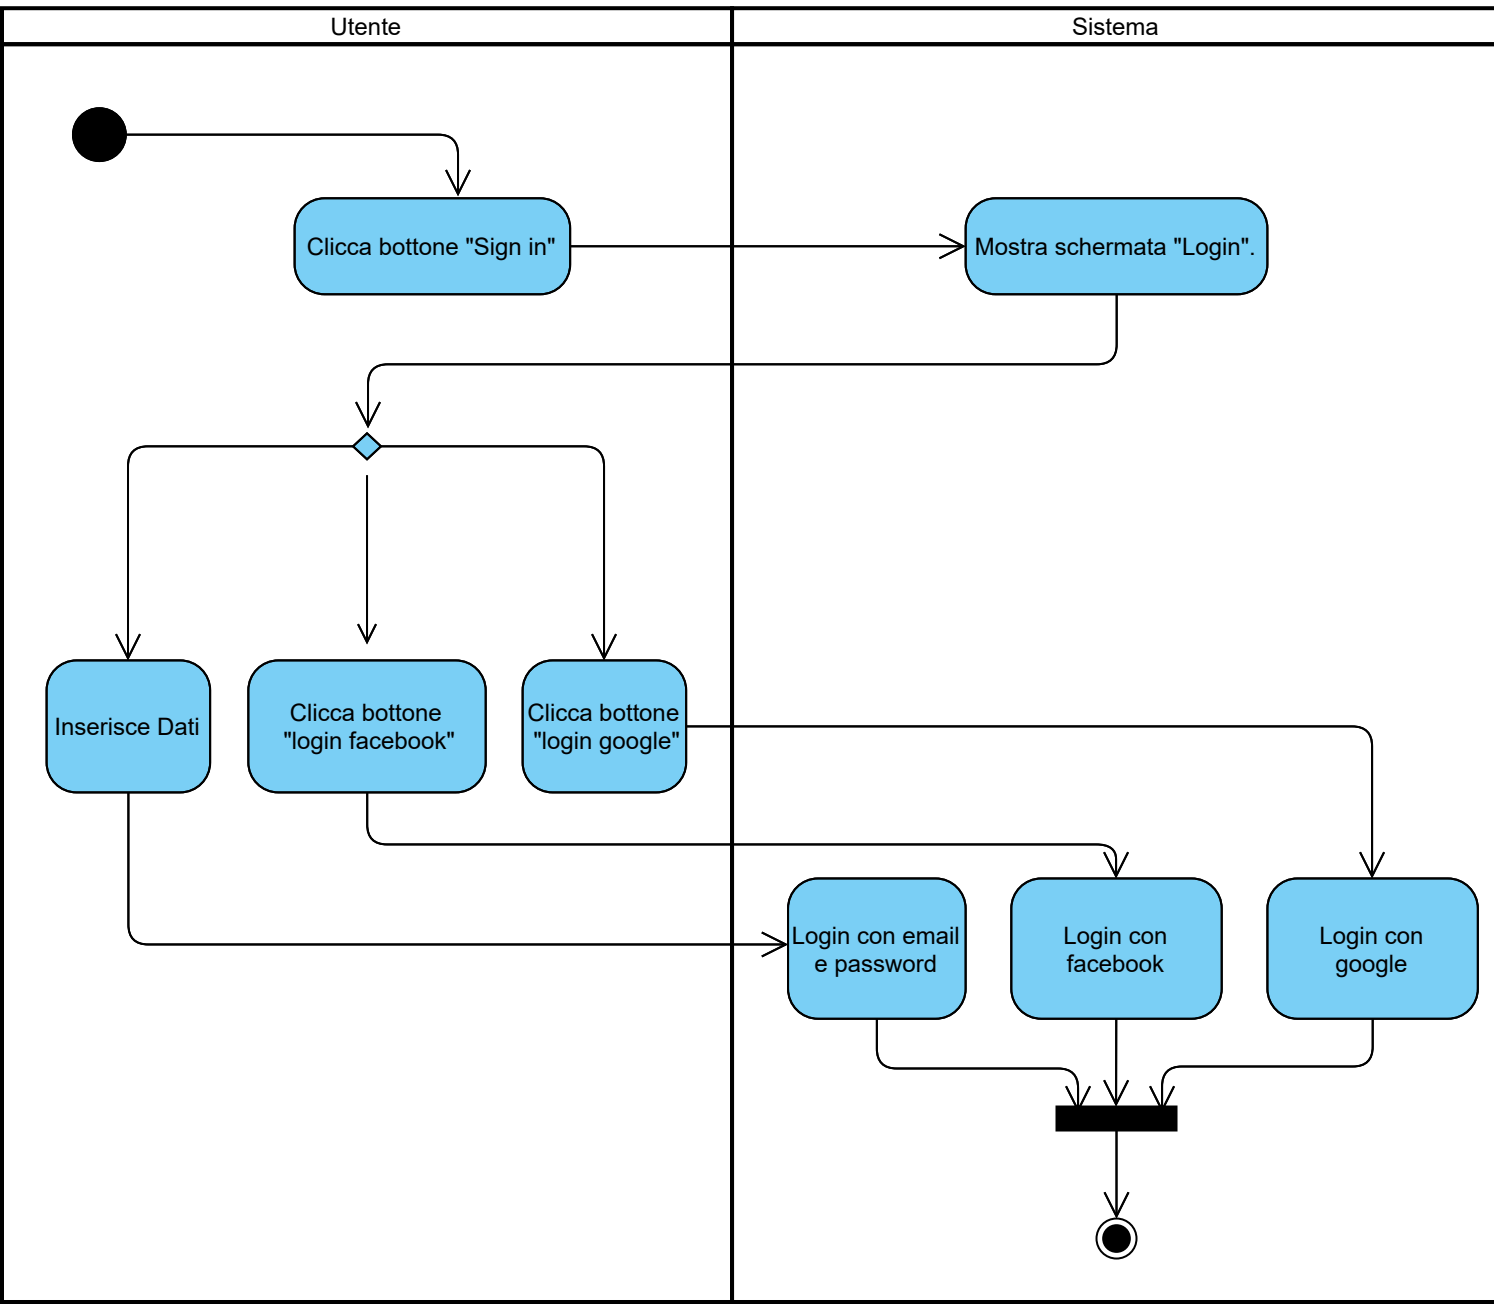 Utente
Sistema
Clicca bottone "Sign in"
Mostra schermata "Login".
Inserisce Dati
Clicca bottone
"login facebook"
Clicca bottone
"login google"
Login con email
e password
Login con
facebook
Login con
google